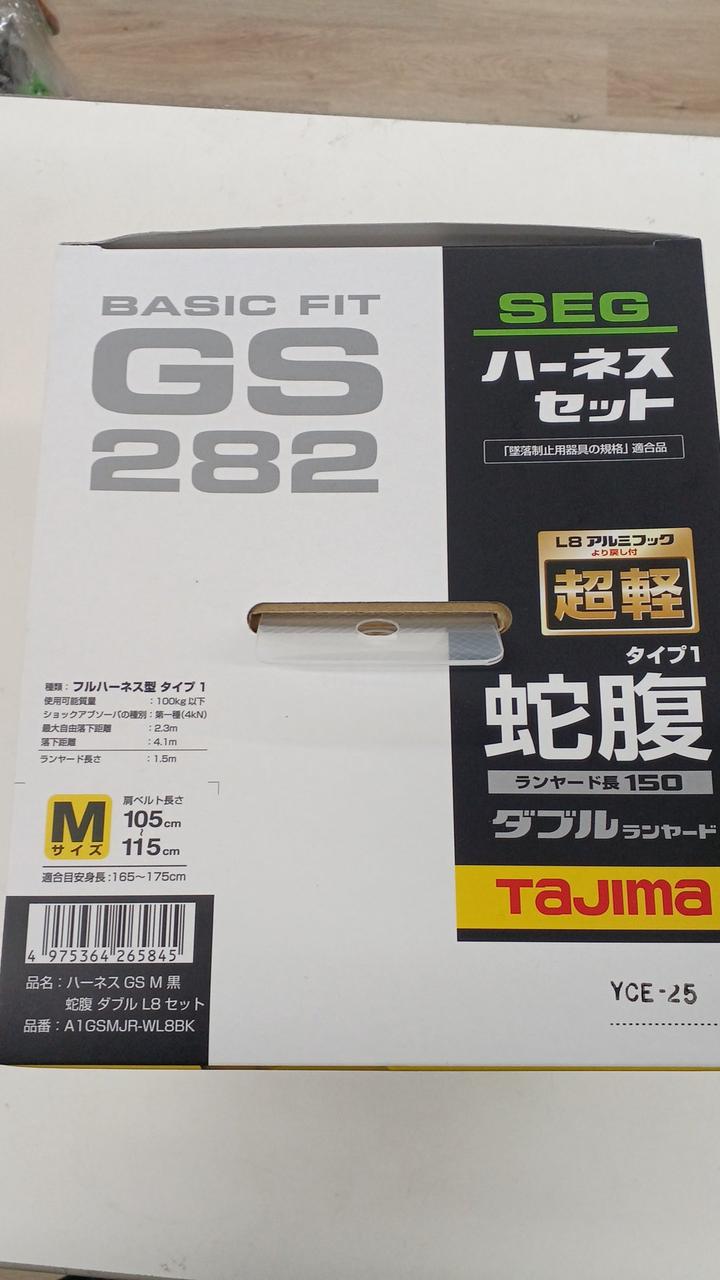 BASIC FIT
GS
282
SEG
ハーネス
セット
「墜落制止用器具の規格」適合品
L8 アルミフック
より戻し付
超軽
タイプ1
蛇腹
ランヤード長 150
ダブル ランヤード
TaJIma
種類：フルハーネス型 タイプ 1
使用可能質量 ：100kg 以下
ショックアブソーバの種別：第一種(4kN)
最大自由落下距離 ：2.3m
落下距離 ：4.1m
ランヤード長さ ：1.5m
M
サイズ
肩ベルト長さ
105cm
～
115cm
適合目安身長：165～175cm
4 975364 265845
品名：ハーネス GS M 黒
蛇腹 ダブル L8 セット
品番：A1GSMJR-WL8BK
YCE-25